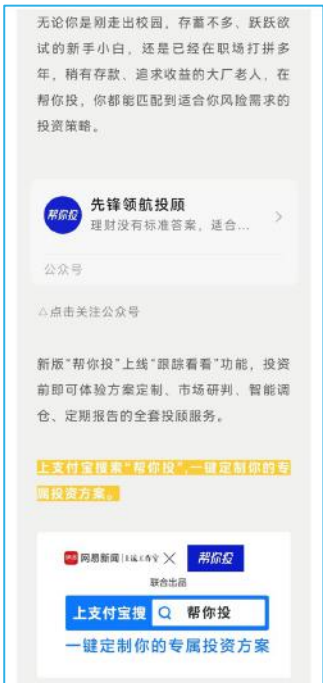 无论你是刚走出校园，存蓄不多、跃跃欲
试的新手小白，还是已经在职场打拼多
年，稍有存款、追求收益的大厂老人，在
帮你投，你都能匹配到适合你风险需求的
投资策略。
帮你投
先锋领航投顾
理财没有标准答案，适合...
公众号
△点击关注公众号
新版“帮你投”上线“跟踪看看”功能，投资
前即可体验方案定制、市场研判、智能调
仓、定期报告的全套投顾服务。
上支付宝搜索“帮你投”,一键定制你的专
属投资方案。
网易 网易新闻 | 上流工作室 × 帮你投
联合出品
上支付宝搜 帮你投
一键定制你的专属投资方案